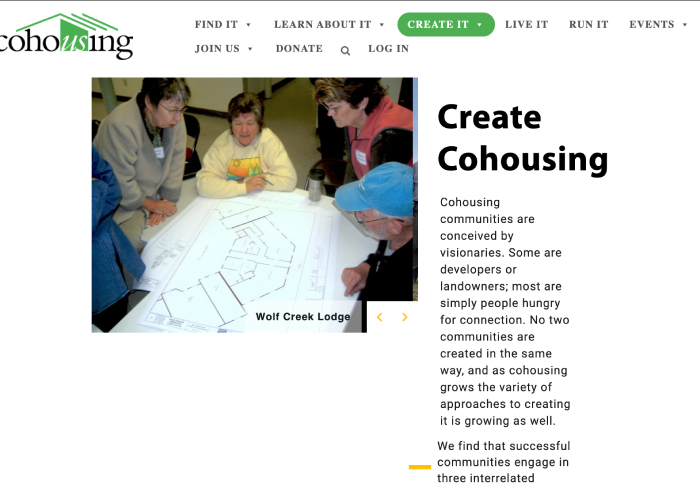 cohousing
FIND IT LEARN ABOUT IT CREATE IT LIVE IT RUN IT EVENTS
JOIN US DONATE LOG IN
Create
Cohousing
Cohousing
communities are
conceived by
visionaries. Some are
developers or
landowners; most are
simply people hungry
for connection. No two
communities are
created in the same
way, and as cohousing
grows the variety of
approaches to creating
it is growing as well.
Wolf Creek Lodge
We find that successful
communities engage in
three interrelated